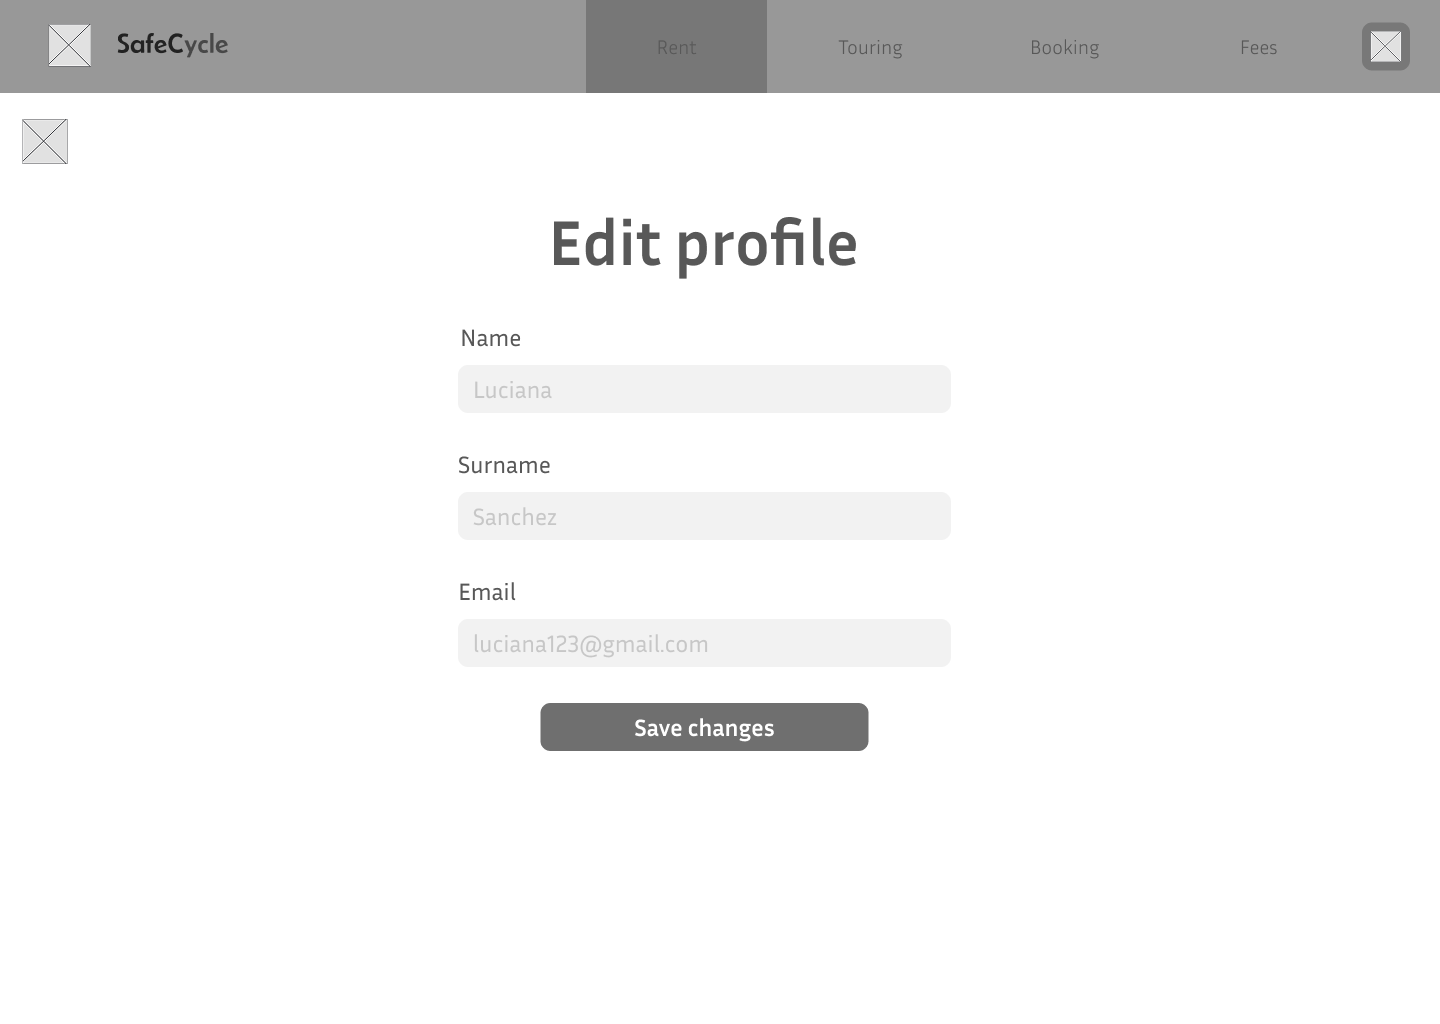 SafeCycle
Rent
Touring
Booking
Fees
Edit profile
Name
Luciana
Surname
Sanchez
Email
luciana123@gmail.com
Save changes